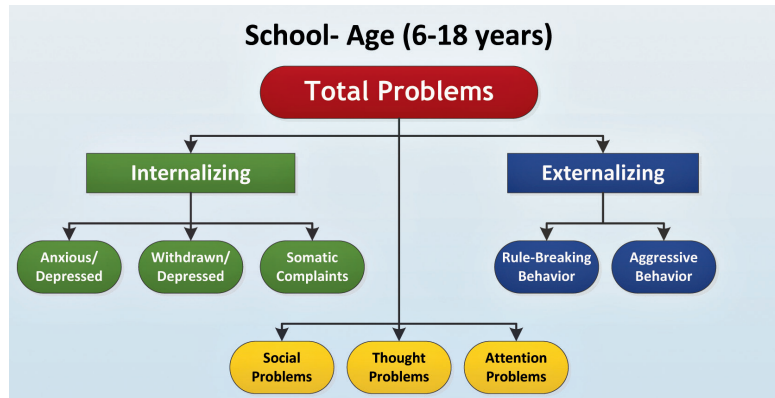 School- Age (6-18 years)
Total Problems
Internalizing
Externalizing
Anxious/
Depressed
Withdrawn/
Depressed
Somatic
Complaints
Rule-Breaking
Behavior
Aggressive
Behavior
Social
Problems
Thought
Problems
Attention
Problems